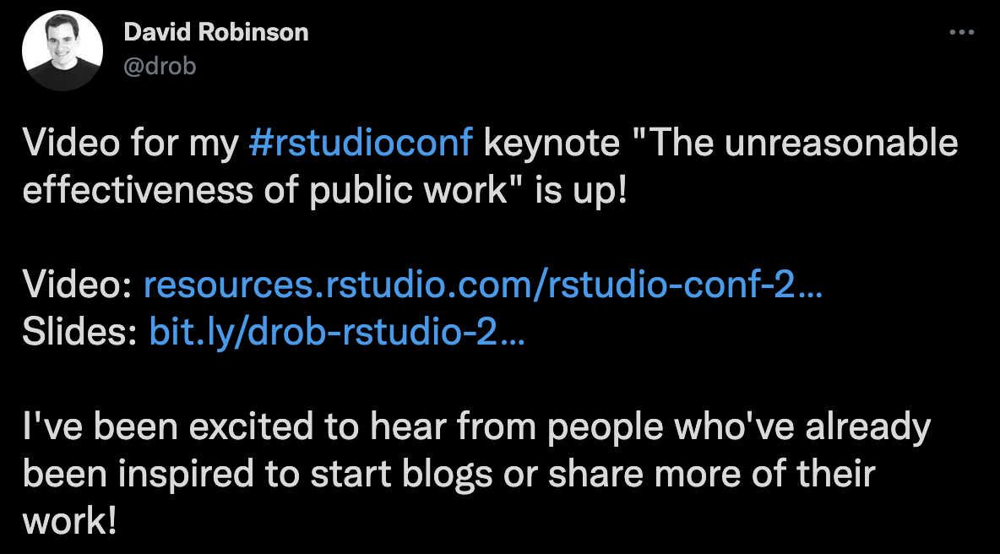 David Robinson
@drob
Video for my #rstudioconf keynote "The unreasonable
effectiveness of public work" is up!
Video: resources.rstudio.com/rstudio-conf-2…
Slides: bit.ly/drob-rstudio-2…
I've been excited to hear from people who've already
been inspired to start blogs or share more of their
work!